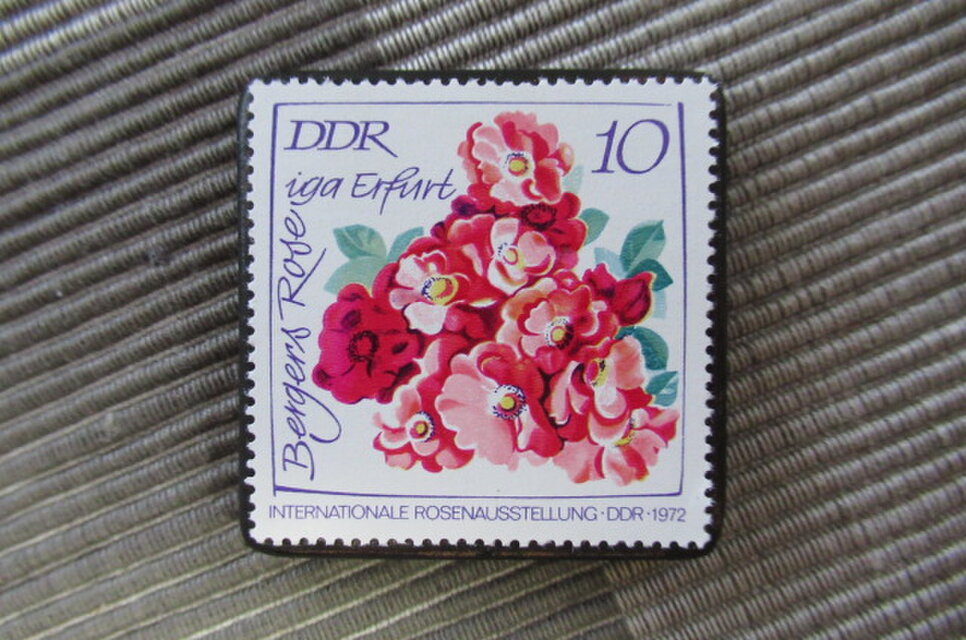 DDR
10
iga Erfurt
Bergers Rose
INTERNATIONALE ROSENAUSSTELLUNG·DDR·1972